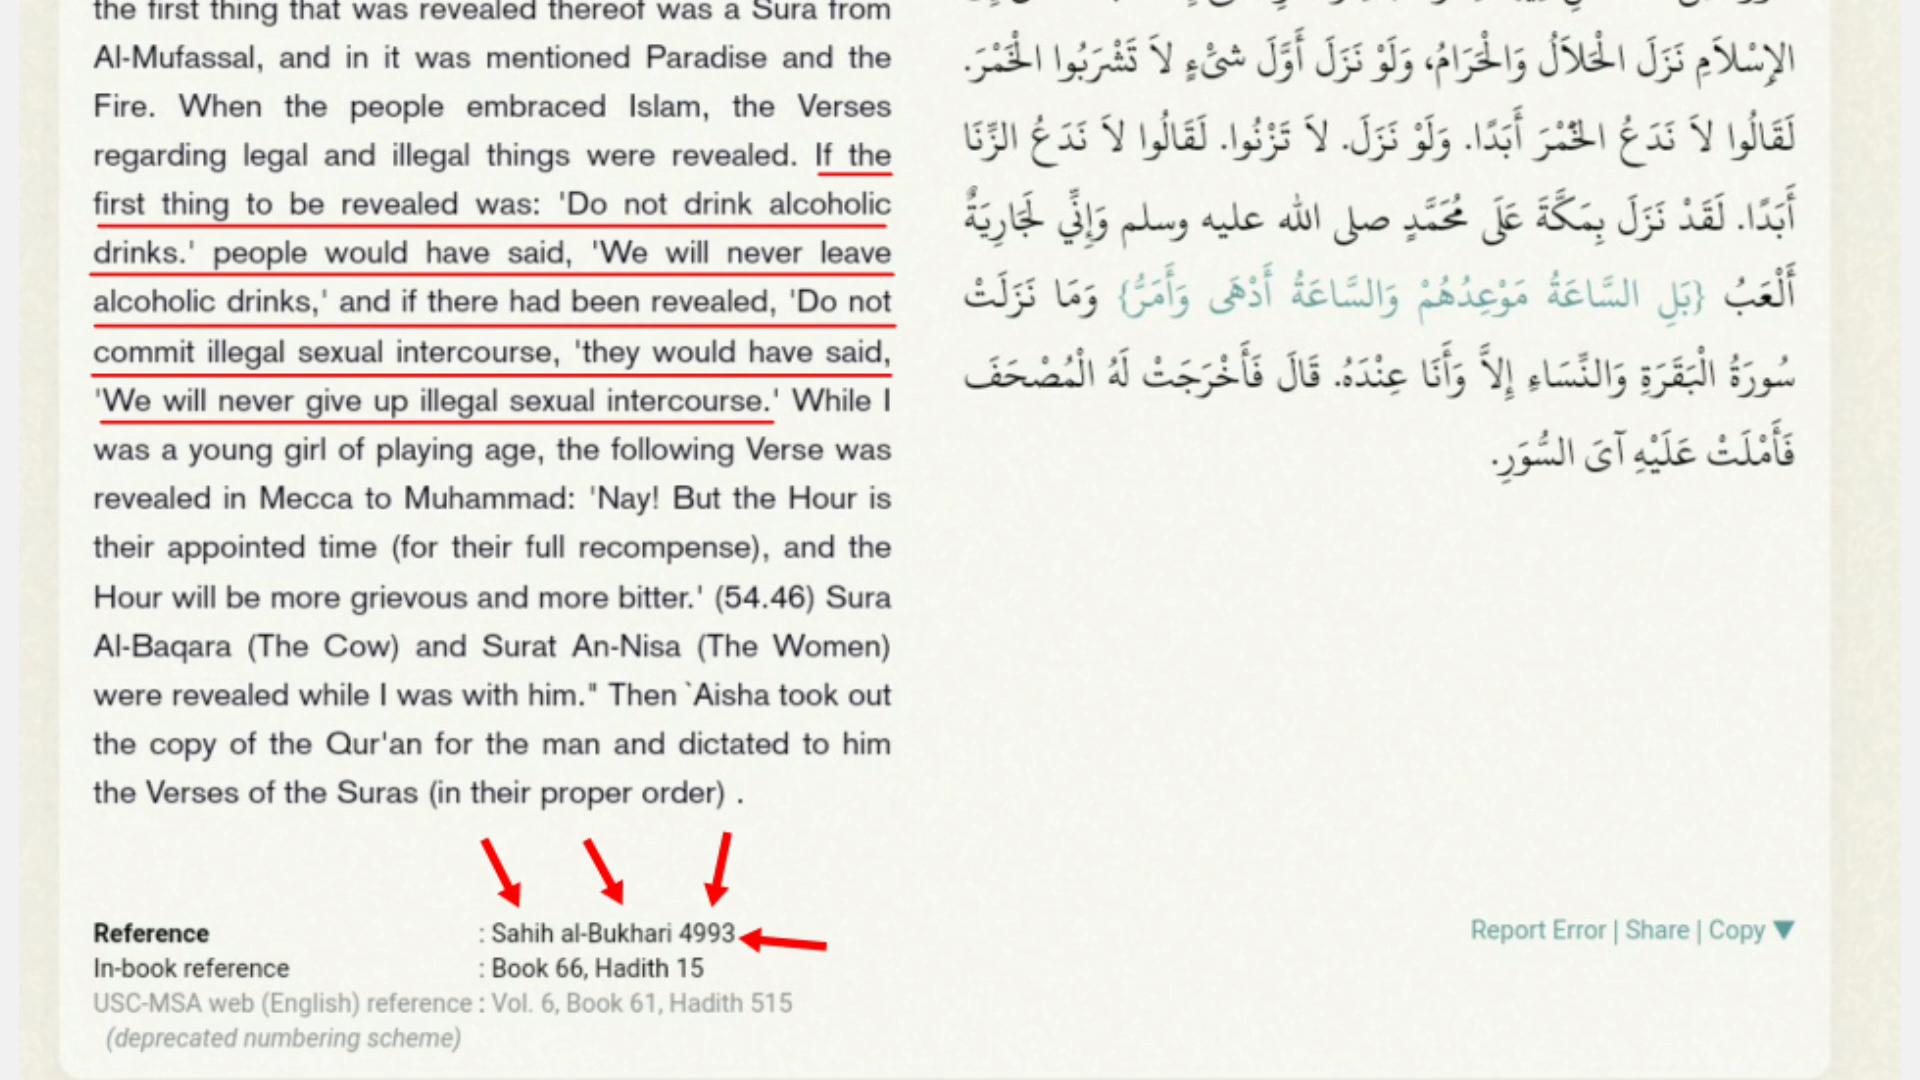 the first thing that was revealed thereof was a Sura from
Al-Mufassal, and in it was mentioned Paradise and the
Fire. When the people embraced Islam, the Verses
regarding legal and illegal things were revealed. If the
first thing to be revealed was: 'Do not drink alcoholic
drinks.' people would have said, 'We will never leave
alcoholic drinks,' and if there had been revealed, 'Do not
commit illegal sexual intercourse, 'they would have said,
'We will never give up illegal sexual intercourse.' While I
was a young girl of playing age, the following Verse was
revealed in Mecca to Muhammad: 'Nay! But the Hour is
their appointed time (for their full recompense), and the
Hour will be more grievous and more bitter.' (54.46) Sura
Al-Baqara (The Cow) and Surat An-Nisa (The Women)
were revealed while I was with him." Then `Aisha took out
the copy of the Qur'an for the man and dictated to him
the Verses of the Suras (in their proper order) .
الإِسْلاَمِ نَزَلَ الْحَلاَلُ وَالْحَرَامُ، وَلَوْ نَزَلَ أَوَّلَ شَىْءٍ لاَ تَشْرَبُوا الْخَمْرَ.
لَقَالُوا لاَ نَدَعُ الْخَمْرَ أَبَدًا. وَلَوْ نَزَلَ. لاَ تَزْنُوا. لَقَالُوا لاَ نَدَعُ الزِّنَا
أَبَدًا. لَقَدْ نَزَلَ بِمَكَّةَ عَلَى مُحَمَّدٍ صلى الله عليه وسلم وَإِنِّي لَجَارِيَةٌ
أَلْعَبُ {بَلِ السَّاعَةُ مَوْعِدُهُمْ وَالسَّاعَةُ أَدْهَى وَأَمَرُّ} وَمَا نَزَلَتْ
سُورَةُ الْبَقَرَةِ وَالنِّسَاءِ إِلاَّ وَأَنَا عِنْدَهُ. قَالَ فَأَخْرَجَتْ لَهُ الْمُصْحَفَ
فَأَمْلَتْ عَلَيْهِ آىَ السُّوَرِ.
Reference : Sahih al-Bukhari 4993
In-book reference : Book 66, Hadith 15
USC-MSA web (English) reference : Vol. 6, Book 61, Hadith 515
(deprecated numbering scheme)
Report Error | Share | Copy ▼